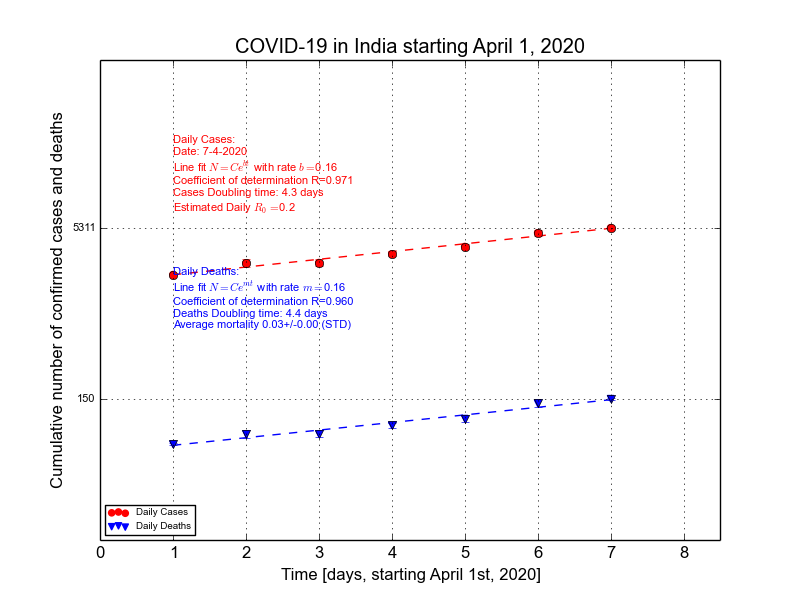 COVID-19 in India starting April 1, 2020
Cumulative number of confirmed cases and deaths
Daily Cases:
Date: 7-4-2020
Line fit N=Ce^{bt} with rate b=0.16
Coefficient of determination R=0.971
Cases Doubling time: 4.3 days
Estimated Daily R_0=0.2
5311
Daily Deaths:
Line fit N=Ce^{mt} with rate m=0.16
Coefficient of determination R=0.960
Deaths Doubling time: 4.4 days
Average mortality 0.03+/-0.00 (STD)
150
Daily Cases
Daily Deaths
0 1 2 3 4 5 6 7 8
Time [days, starting April 1st, 2020]